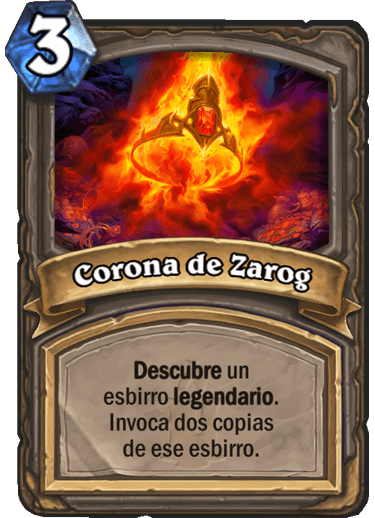 3
Corona de Zarog
Descubre un
esbirro legendario.
Invoca dos copias
de ese esbirro.